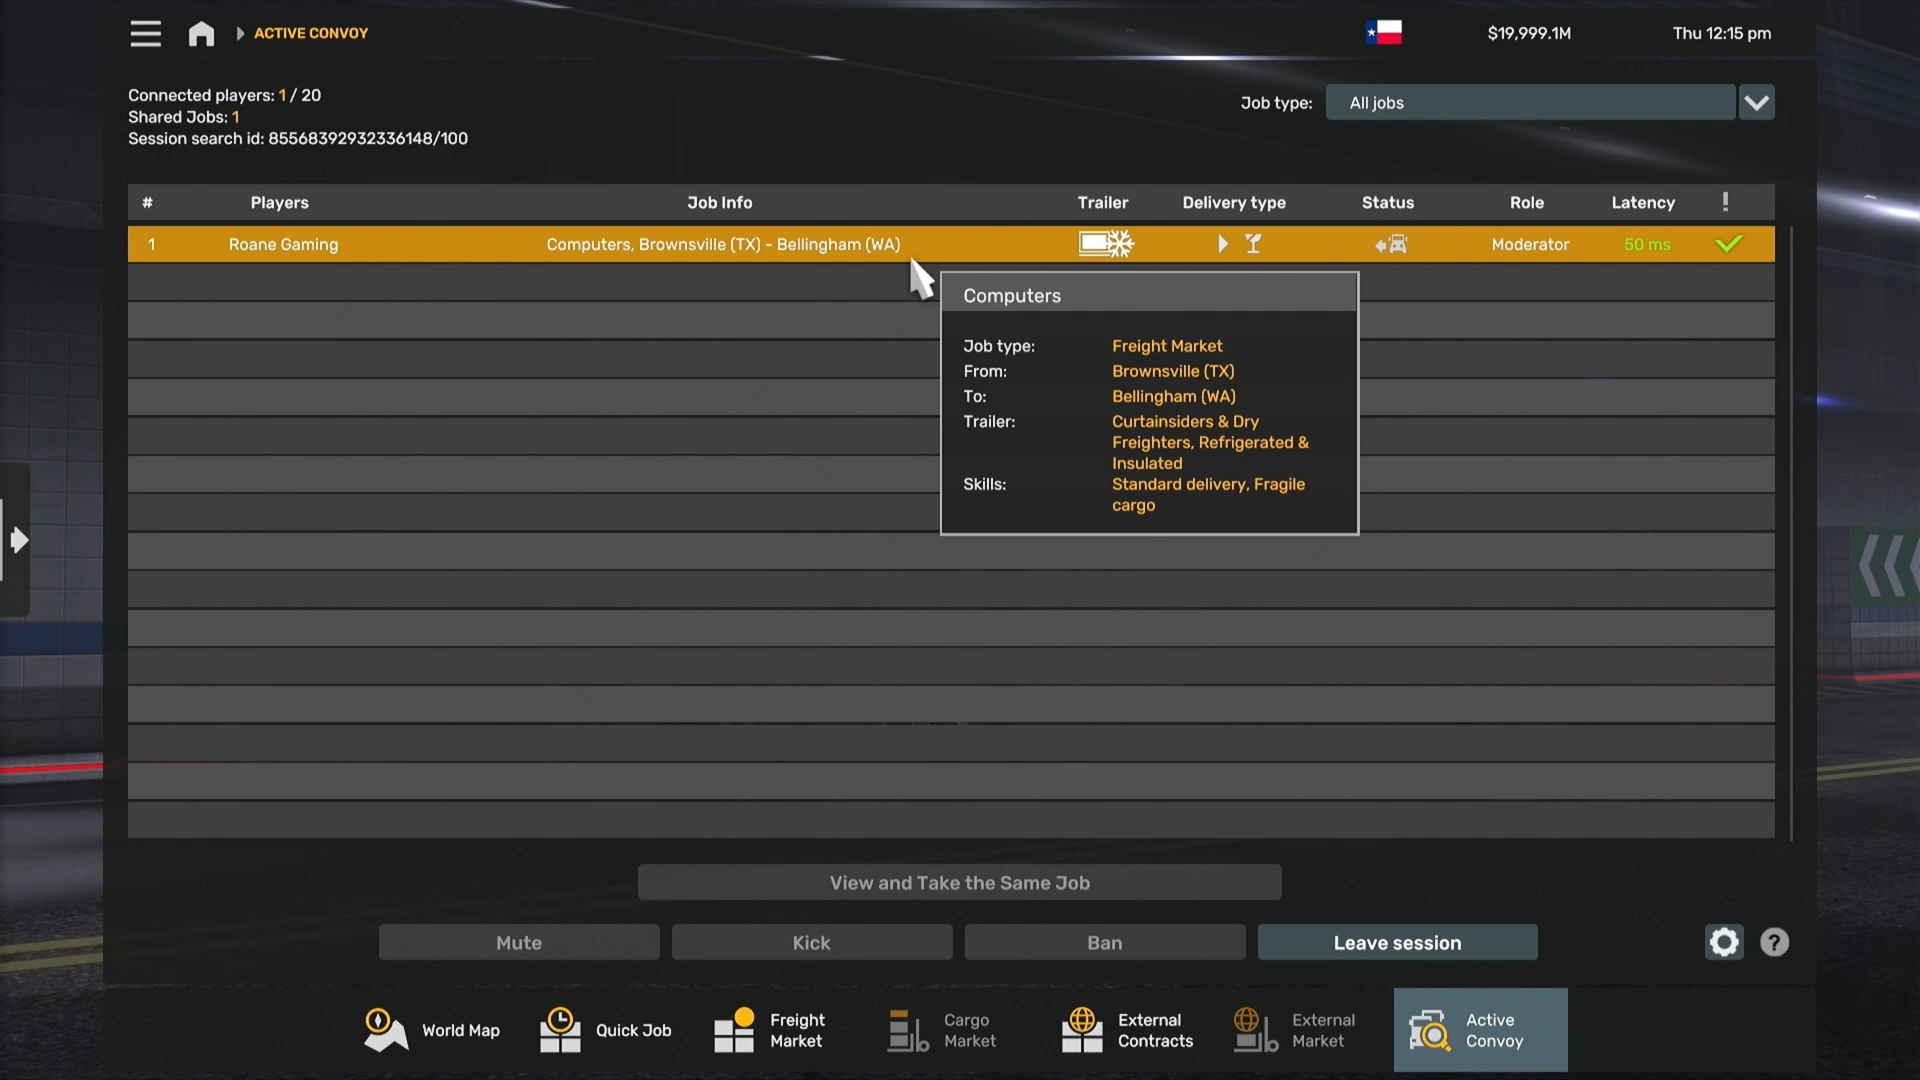 ACTIVE CONVOY
$19,999.1M
Thu 12:15 pm
Connected players: 1 / 20
Shared Jobs: 1
Session search id: 85568392932336148/100
Job type:
All jobs
# Players Job Info Trailer Delivery type Status Role Latency !
1 Roane Gaming Computers, Brownsville (TX) - Bellingham (WA) Moderator 50 ms
Computers
Job type: Freight Market
From: Brownsville (TX)
To: Bellingham (WA)
Trailer: Curtainsiders & Dry
Freighters, Refrigerated &
Insulated
Skills: Standard delivery, Fragile
cargo
View and Take the Same Job
Mute
Kick
Ban
Leave session
?
World Map
Quick Job
Freight
Market
Cargo
Market
External
Contracts
External
Market
Active
Convoy